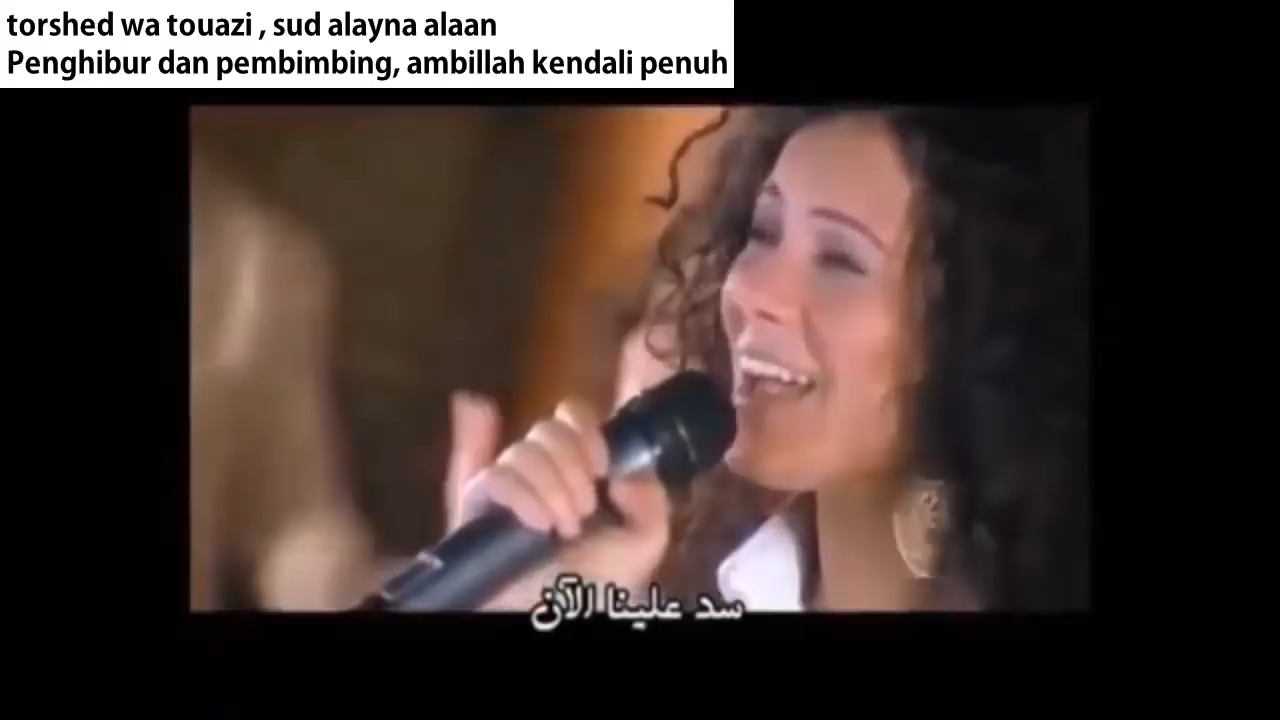 torshed wa touazi , sud alayna alaan
Penghibur dan pembimbing, ambillah kendali penuh
سد علينا الآن